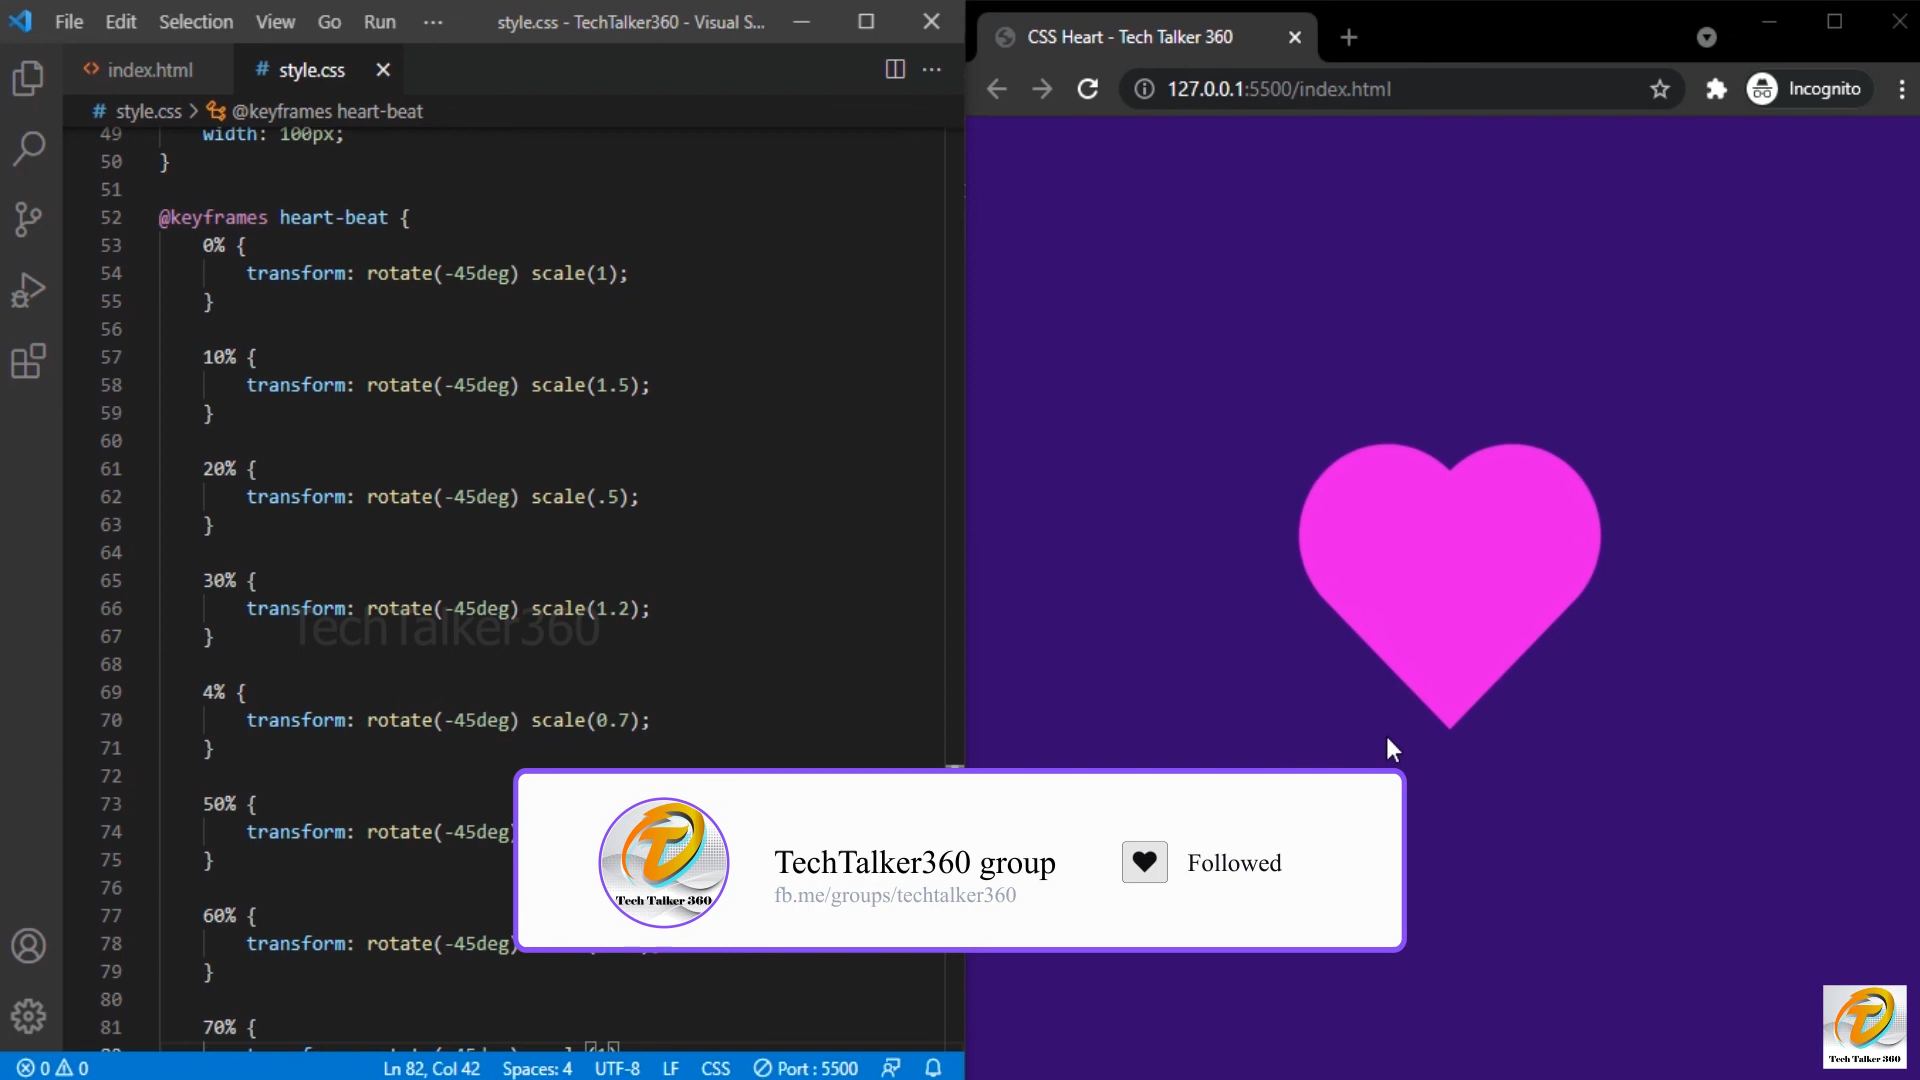 File Edit Selection View Go Run ··· style.css - TechTalker360 - Visual S...
index.html # style.css
# style.css > @keyframes heart-beat
49 width: 100px;
50 }
51
52 @keyframes heart-beat {
53 0% {
54 transform: rotate(-45deg) scale(1);
55 }
56
57 10% {
58 transform: rotate(-45deg) scale(1.5);
59 }
60
61 20% {
62 transform: rotate(-45deg) scale(.5);
63 }
64
65 30% {
66 transform: rotate(-45deg) scale(1.2);
67 }
68
69 4% {
70 transform: rotate(-45deg) scale(0.7);
71 }
72
73 50% {
74 transform: rotate(-45deg)
75 }
76
77 60% {
78 transform: rotate(-45deg)
79 }
80
81 70% {
TechTalker360
0 0 Ln 82, Col 42 Spaces: 4 UTF-8 LF CSS Port : 5500
CSS Heart - Tech Talker 360
127.0.0.1:5500/index.html Incognito
Tech Talker 360
TechTalker360 group
fb.me/groups/techtalker360
Followed
Tech Talker 360